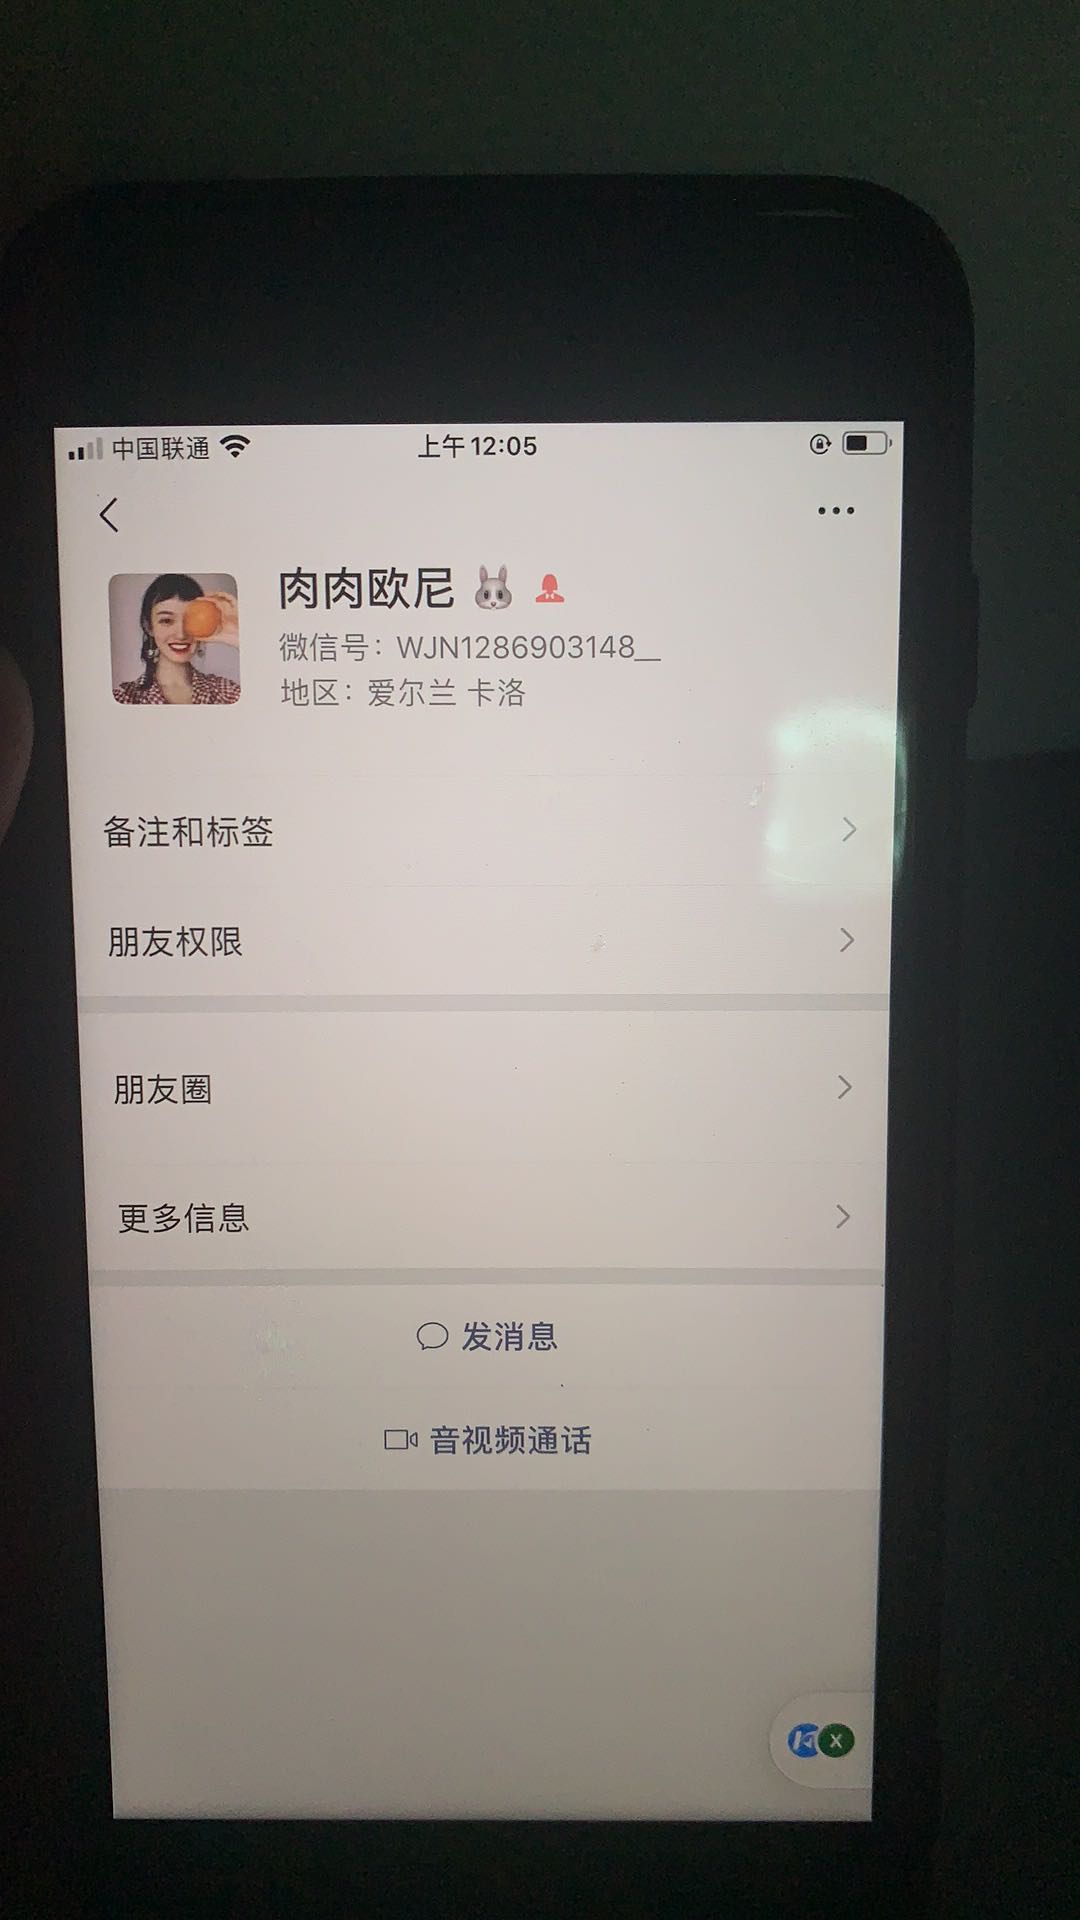 中国联通 上午12:05
肉肉欧尼 🐰
微信号：WJN1286903148__
地区：爱尔兰 卡洛
备注和标签
朋友权限
朋友圈
更多信息
发消息
音视频通话
X